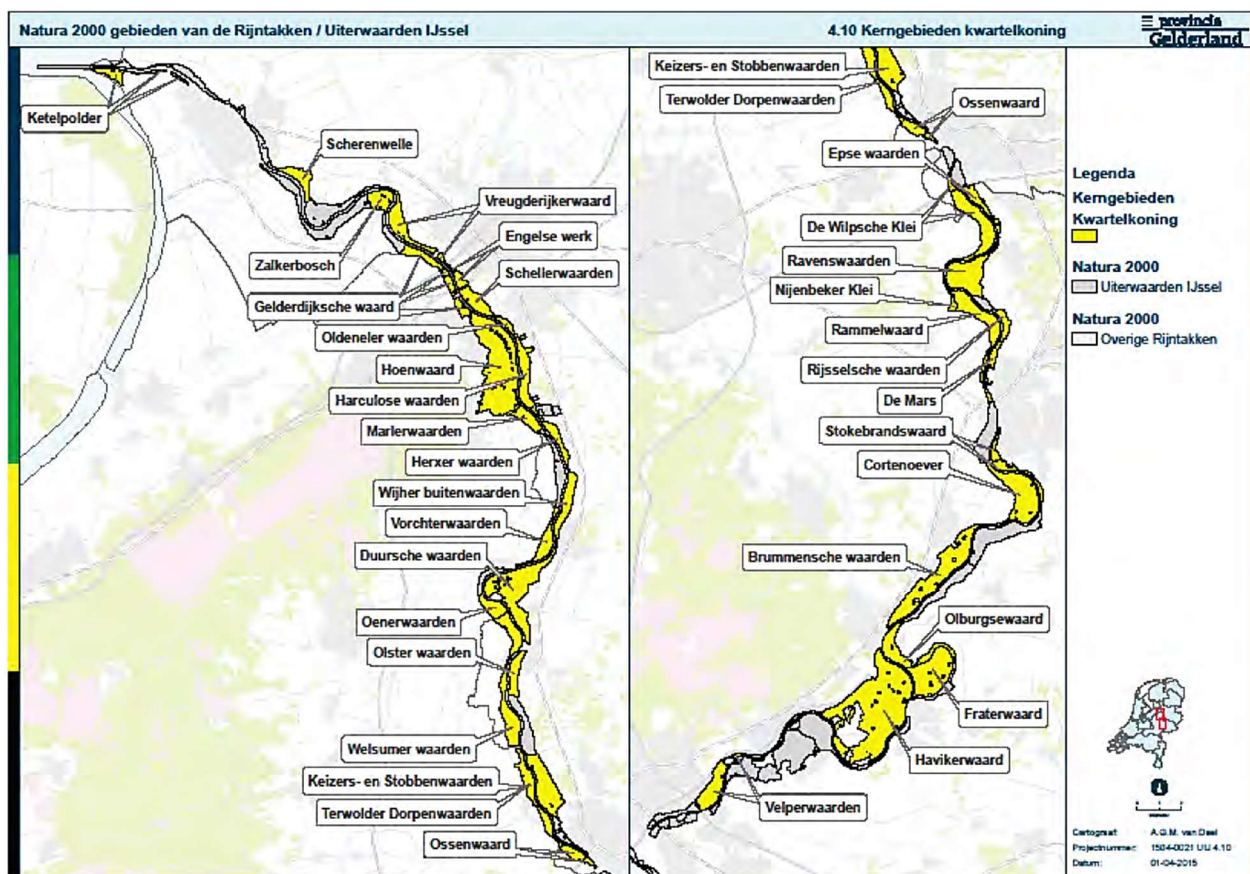 Natura 2000 gebieden van de Rijntakken / Uiterwaarden IJssel
4.10 Kerngebieden kwartelkoning
provincie
Gelderland
Ketelpolder
Scherenwelle
Vreugderijkerwaard
Engelse werk
Zalkerbosch
Schellerwaarden
Gelderdijksche waard
Oldeneler waarden
Hoenwaard
Harculose waarden
Marlerwaarden
Herxer waarden
Wijher buitenwaarden
Vorchterwaarden
Duursche waarden
Oenerwaarden
Olster waarden
Welsumer waarden
Keizers- en Stobbenwaarden
Terwolder Dorpenwaarden
Ossenwaard
Keizers- en Stobbenwaarden
Terwolder Dorpenwaarden
Ossenwaard
Epse waarden
De Wilpsche Klei
Ravenswaarden
Nijenbeker Klei
Rammelwaard
Rijsselsche waarden
De Mars
Stokebrandswaard
Cortenoever
Brummensche waarden
Olburgsewaard
Fraterwaard
Havikerwaard
Velperwaarden
Legenda
Kerngebieden
Kwartelkoning
Natura 2000
Uiterwaarden IJssel
Natura 2000
Overige Rijntakken
Cartograaf: A.G.M. van Deel
Projectnummer: 1504-0021 UIJ 4.10
Datum: 01-04-2015